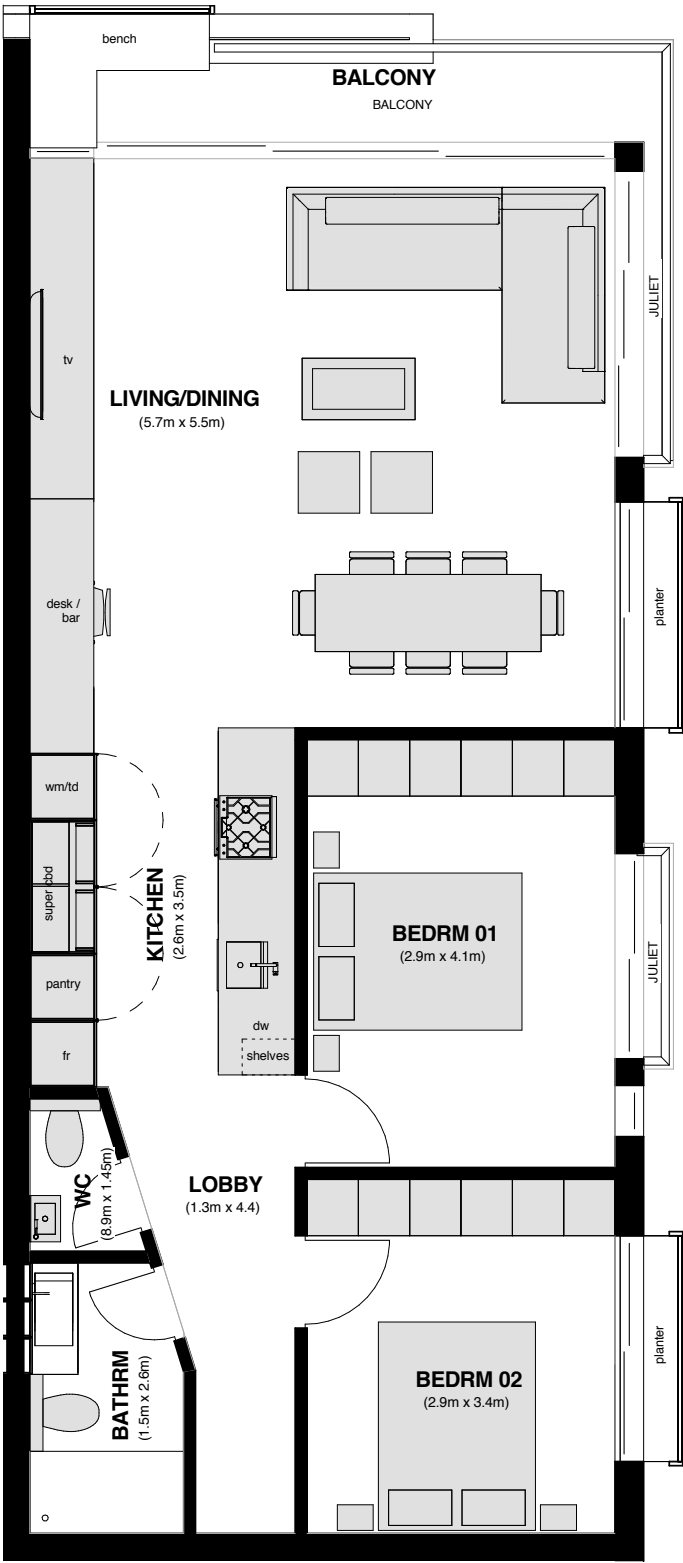 bench
BALCONY
BALCONY
JULIET
tv
LIVING/DINING
(5.7m x 5.5m)
desk /
bar
planter
wm/td
super cbd
KITCHEN
(2.6m x 3.5m)
BEDRM 01
(2.9m x 4.1m)
JULIET
pantry
dw
shelves
fr
WC
(8.9m x 1.45m)
LOBBY
(1.3m x 4.4)
BATHRM
(1.5m x 2.6m)
BEDRM 02
(2.9m x 3.4m)
planter